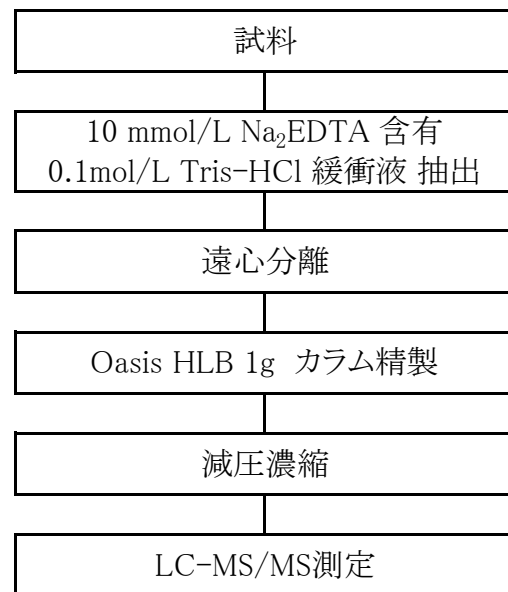 試料
10 mmol/L Na₂EDTA 含有
0.1mol/L Tris-HCl 緩衝液 抽出
遠心分離
Oasis HLB 1g カラム精製
減圧濃縮
LC-MS/MS測定